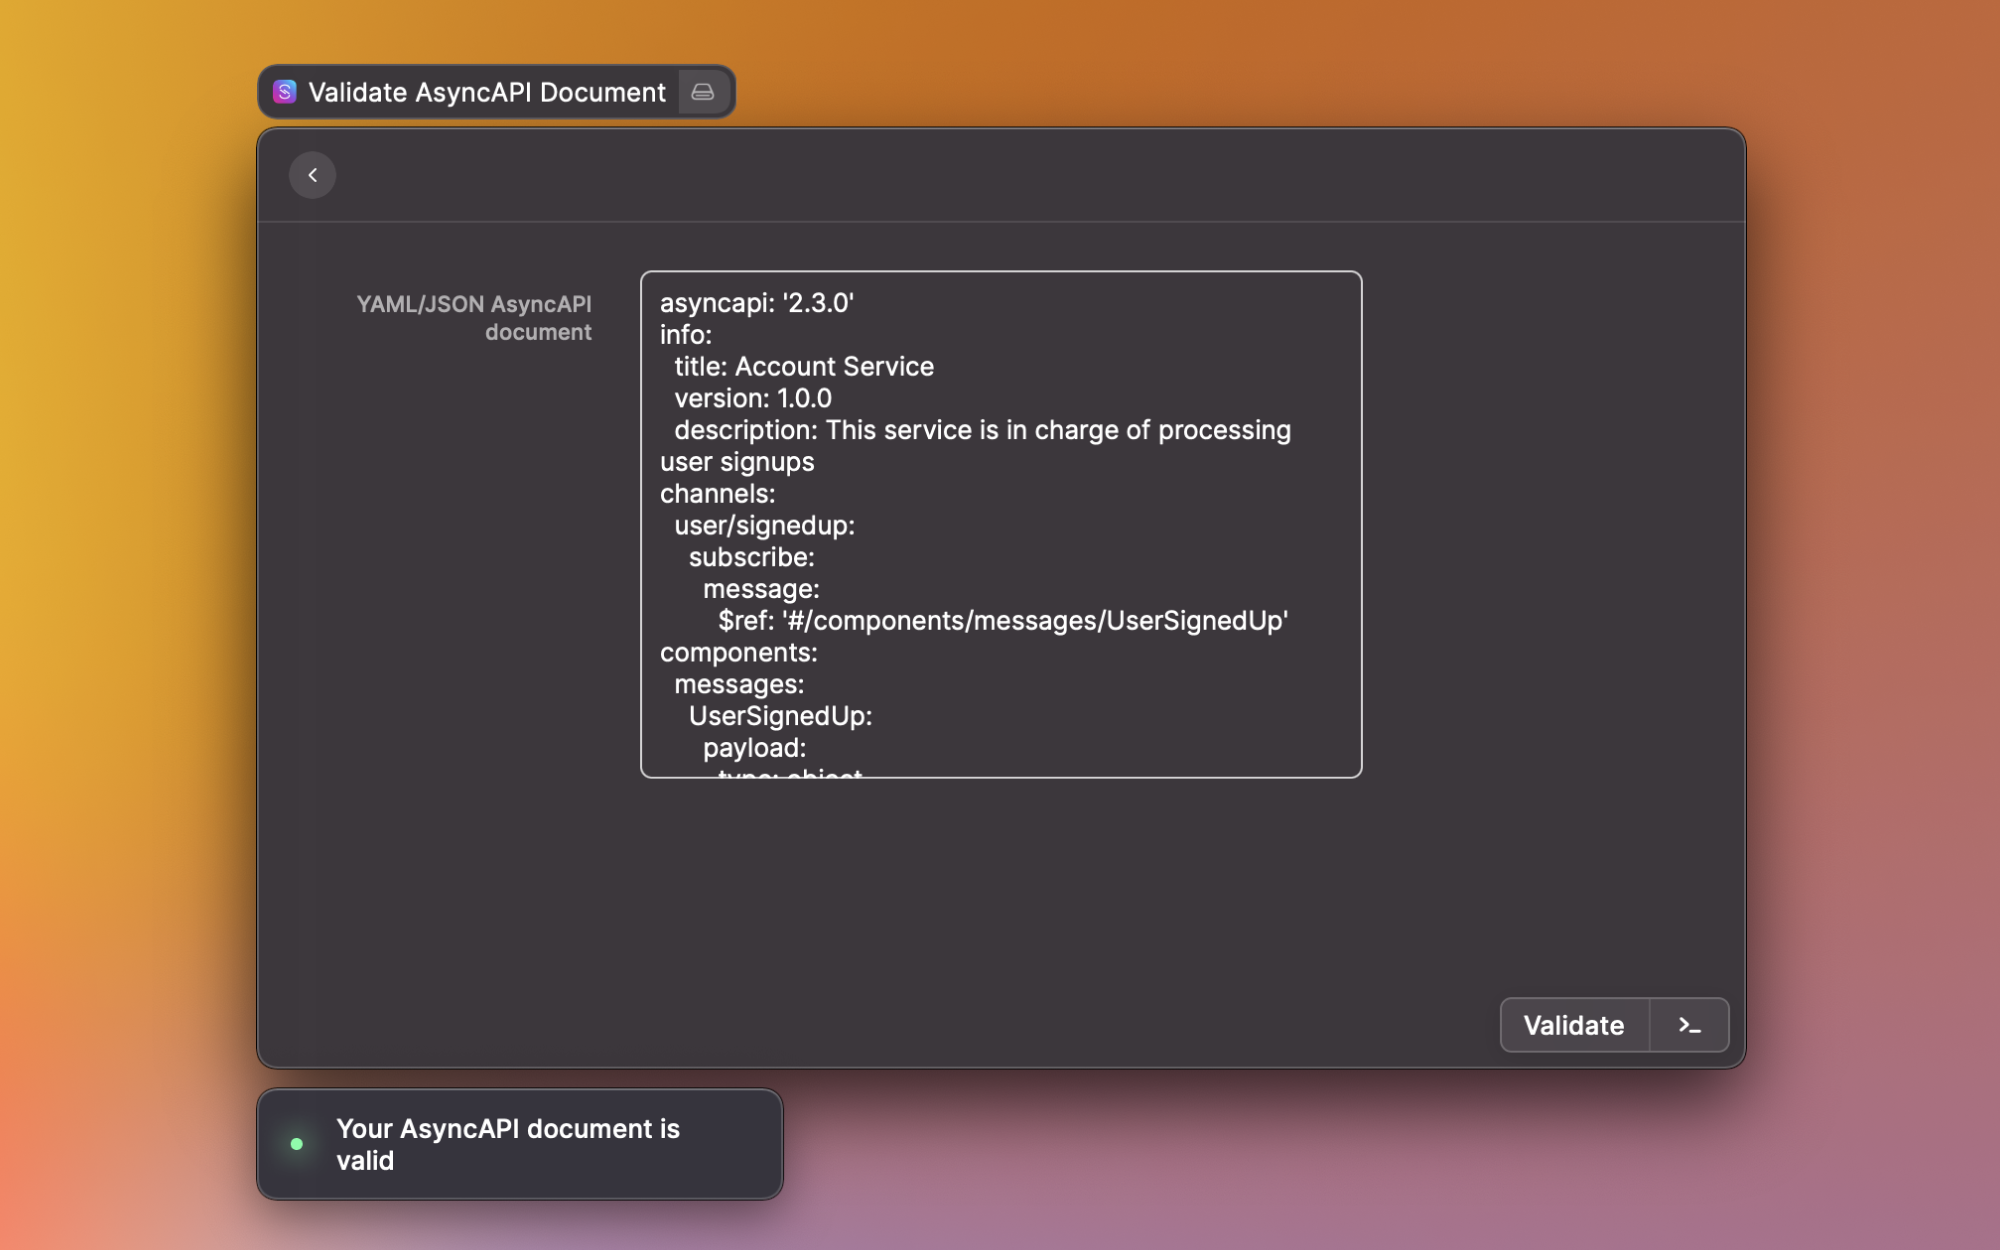 Validate AsyncAPI Document
YAML/JSON AsyncAPI
document
asyncapi: '2.3.0'
info:
  title: Account Service
  version: 1.0.0
  description: This service is in charge of processing
user signups
channels:
  user/signedup:
    subscribe:
      message:
        $ref: '#/components/messages/UserSignedUp'
components:
  messages:
    UserSignedUp:
      payload:
        type: object
Validate
Your AsyncAPI document is
valid